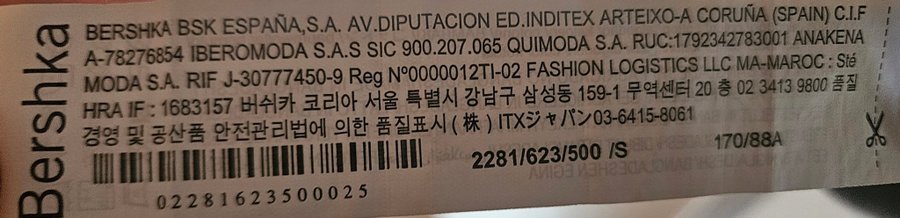 Bershka
BERSHKA BSK ESPAÑA,S.A. AV.DIPUTACION ED.INDITEX ARTEIXO-A CORUÑA (SPAIN) C.I.F
A-78276854 IBEROMODA S.A.S SIC 900.207.065 QUIMODA S.A. RUC:1792342783001 ANAKENA
MODA S.A. RIF J-30777450-9 Reg Nº0000012TI-02 FASHION LOGISTICS LLC MA-MAROC : Sté
HRA IF : 1683157 버쉬카 코리아 서울 특별시 강남구 삼성동 159-1 무역센터 20 층 02 3413 9800 품질
경영 및 공산품 안전관리법에 의한 품질표시 ( 株 ) ITXジャパン03-6415-8061
2281/623/500 /S
170/88A
02281623500025